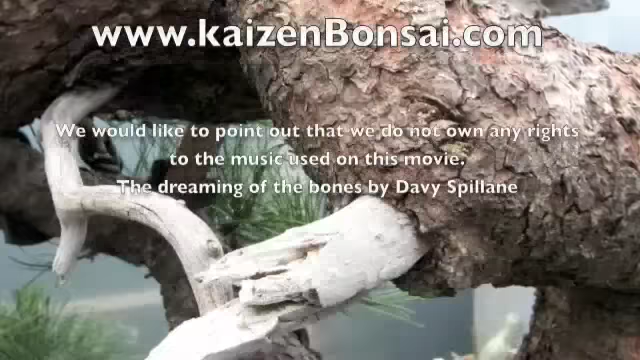 www.kaizenBonsai.com
We would like to point out that we do not own any rights
to the music used on this movie.
The dreaming of the bones by Davy Spillane